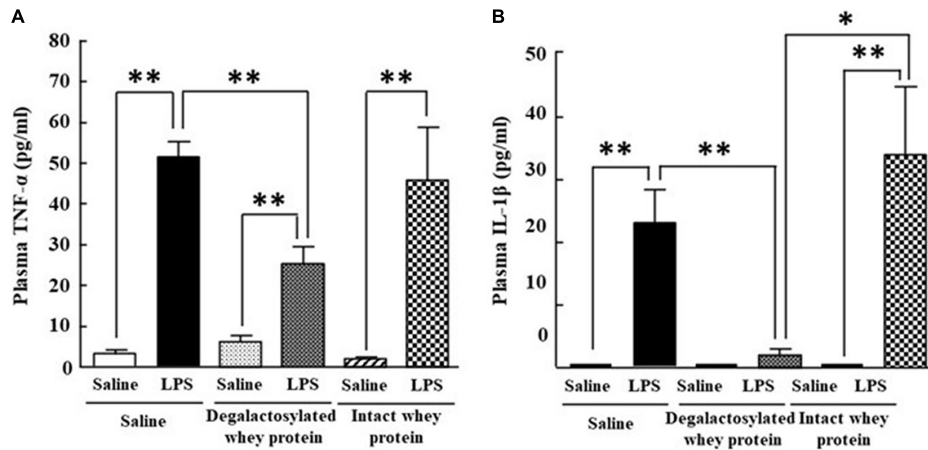 A
Plasma TNF-α (pg/ml)
80
70
60
50
40
30
20
10
0
**
**
**
**
Saline LPS Saline LPS Saline LPS
Saline
Degalactosylated
whey protein
Intact whey
protein
B
Plasma IL-1β (pg/ml)
50
40
30
20
10
0
*
**
**
**
Saline LPS Saline LPS Saline LPS
Saline
Degalactosylated
whey protein
Intact whey
protein